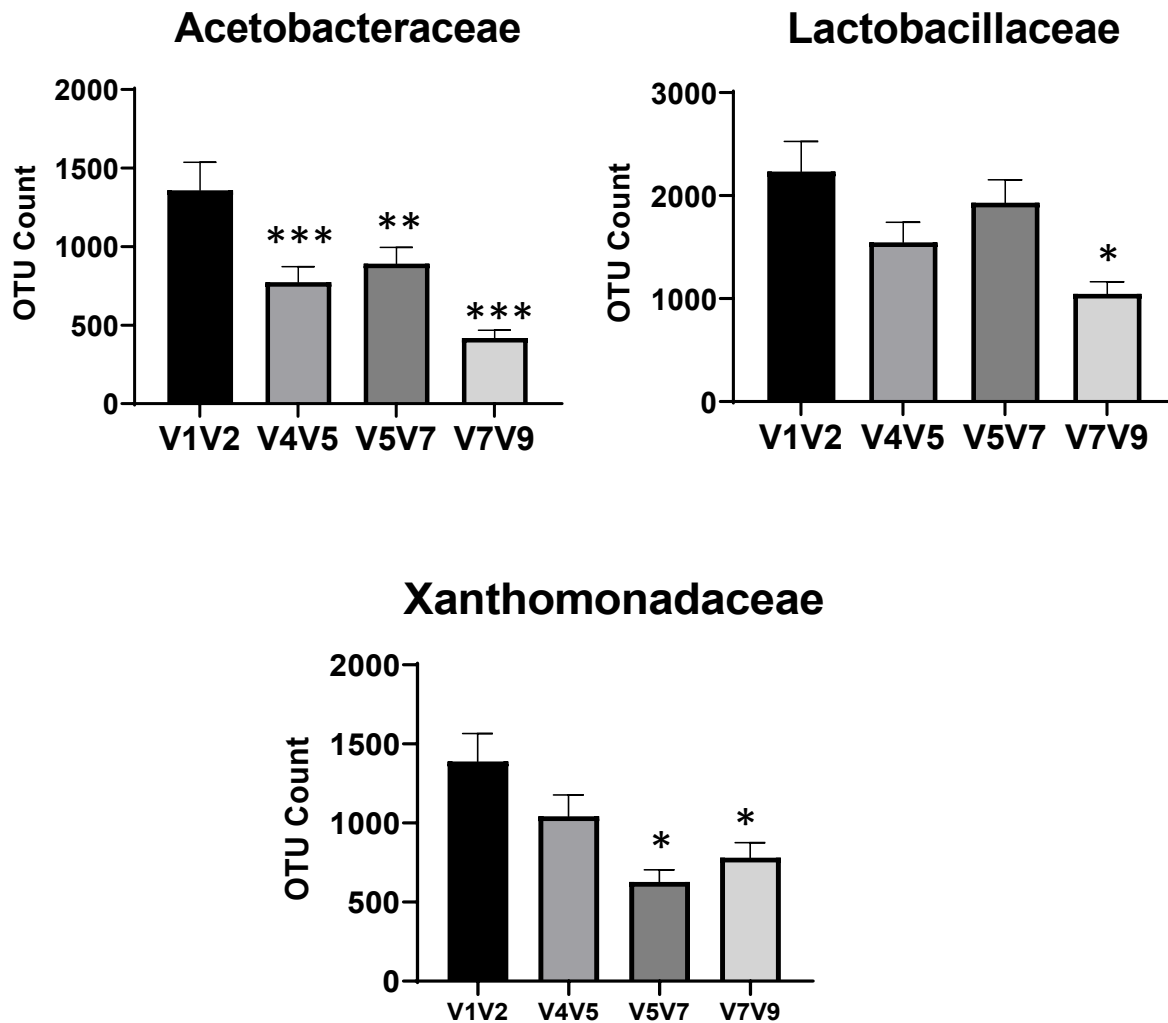 Acetobacteraceae
OTU Count
2000
1500
1000
500
0
***
**
***
V1V2 V4V5 V5V7 V7V9
Lactobacillaceae
OTU Count
3000
2000
1000
0
*
V1V2 V4V5 V5V7 V7V9
Xanthomonadaceae
OTU Count
2000
1500
1000
500
0
*
*
V1V2 V4V5 V5V7 V7V9